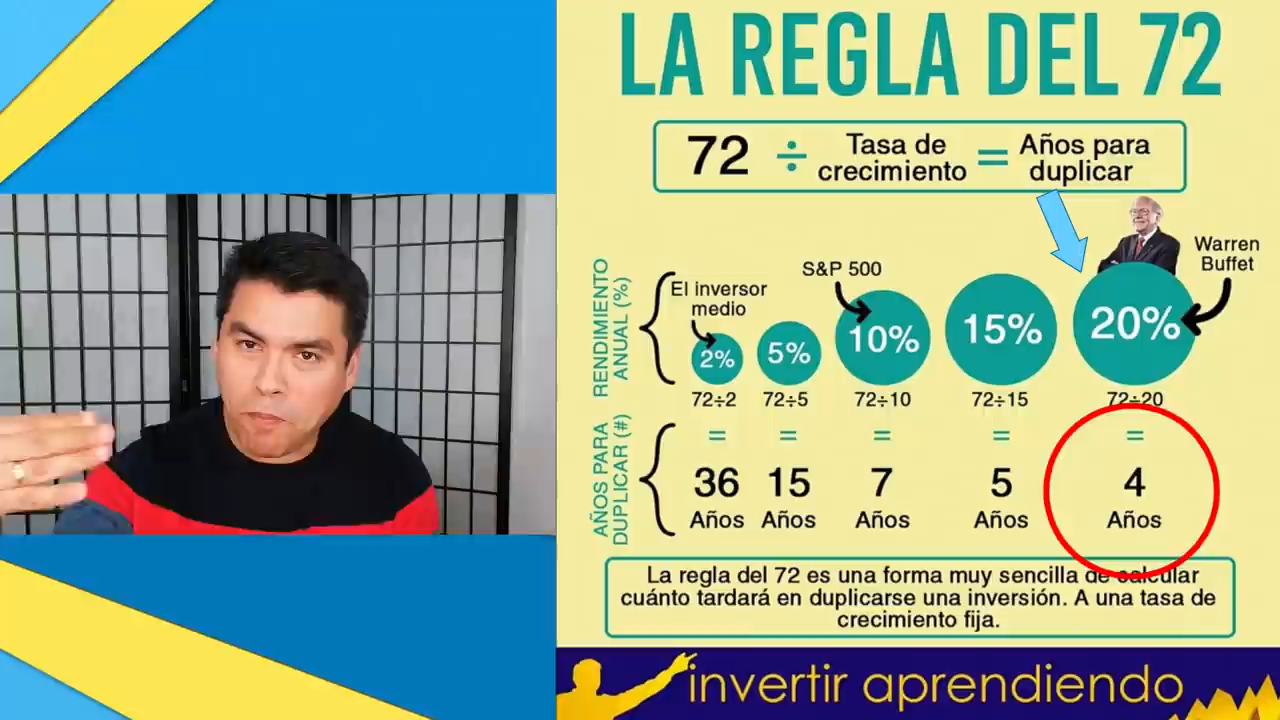 LA REGLA DEL 72
72 ÷ Tasa de crecimiento = Años para duplicar
Warren
Buffet
S&P 500
El inversor
medio
RENDIMIENTO
ANUAL (%)
2% 5% 10% 15% 20%
72÷2 72÷5 72÷10 72÷15 72÷20
AÑOS PARA
DUPLICAR (#)
= = = = =
36 15 7 5 4
Años Años Años Años Años
La regla del 72 es una forma muy sencilla de calcular
cuánto tardará en duplicarse una inversión. A una tasa de
crecimiento fija.
invertir aprendiendo